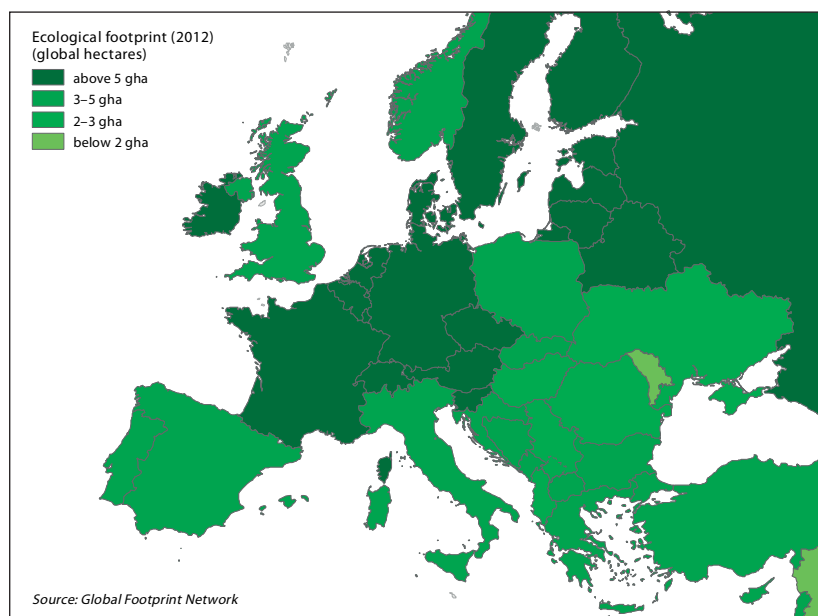 Ecological footprint (2012)
(global hectares)
above 5 gha
3–5 gha
2–3 gha
below 2 gha
Source: Global Footprint Network